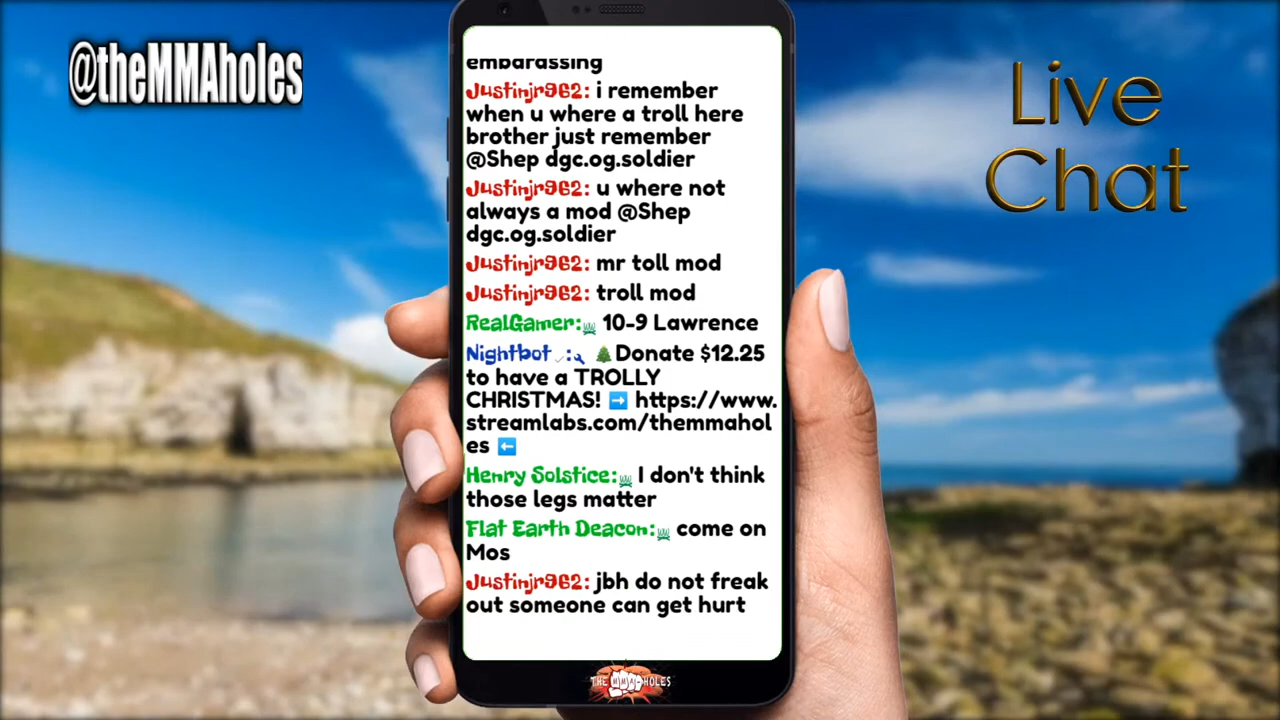 @theMMAholes
Live
Chat
embarassing
Justinjr962: i remember
when u where a troll here
brother just remember
@Shep dgc.og.soldier
Justinjr962: u where not
always a mod @Shep
dgc.og.soldier
Justinjr962: mr toll mod
Justinjr962: troll mod
RealGamer: 10-9 Lawrence
Nightbot: 🎄Donate $12.25
to have a TROLLY
CHRISTMAS! ➡️ https://www.
streamlabs.com/themmahol
es ⬅️
Henry Solstice: I don't think
those legs matter
Flat Earth Deacon: come on
Mos
Justinjr962: jbh do not freak
out someone can get hurt
THE MMA HOLES